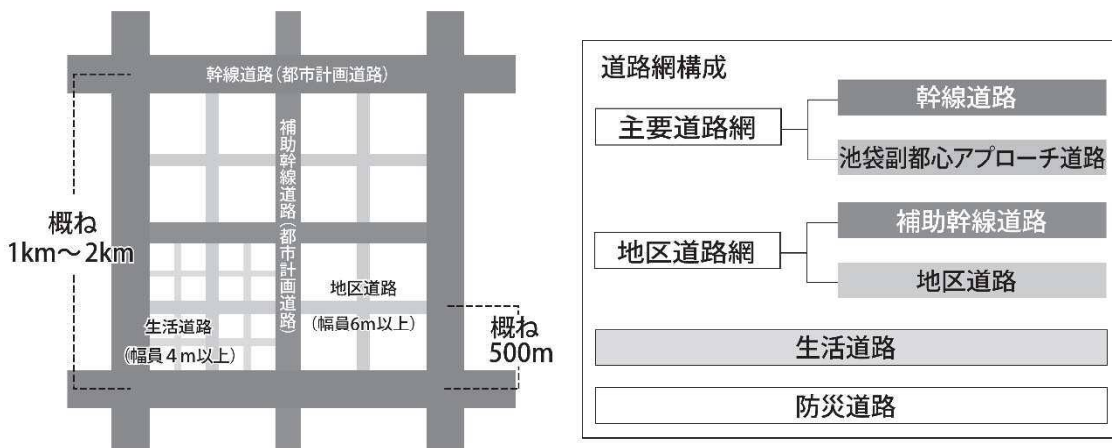 幹線道路(都市計画道路)
補助幹線道路(都市計画道路)
概ね
1km~2km
地区道路
(幅員6m以上)
生活道路
(幅員4m以上)
概ね
500m
道路網構成
主要道路網
幹線道路
池袋副都心アプローチ道路
地区道路網
補助幹線道路
地区道路
生活道路
防災道路